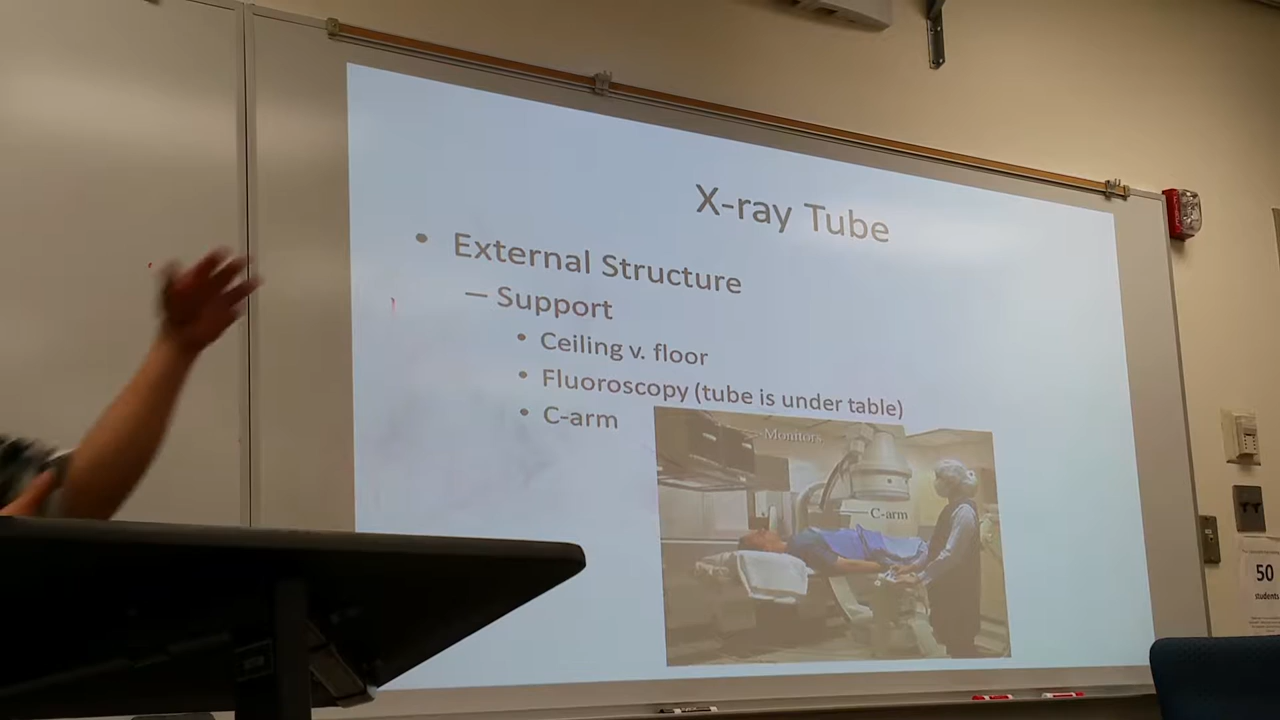 X-ray Tube
• External Structure
– Support
• Ceiling v. floor
• Fluoroscopy (tube is under table)
• C-arm
Monitors
C-arm
50
students